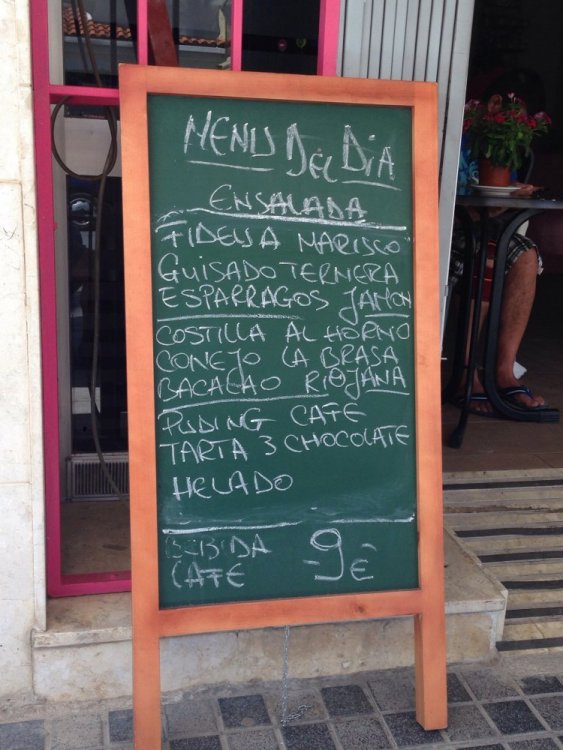 MENU DEL DIA
ENSALADA
FIDEUA MARISCO
GUISADO TERNERA
ESPARRAGOS JAMON
COSTILLA AL HORNO
CONEJO LA BRASA
BACALAO RIOJANA
PUDING CAFE
TARTA 3 CHOCOLATE
HELADO
BEBIDA
CAFE
9€